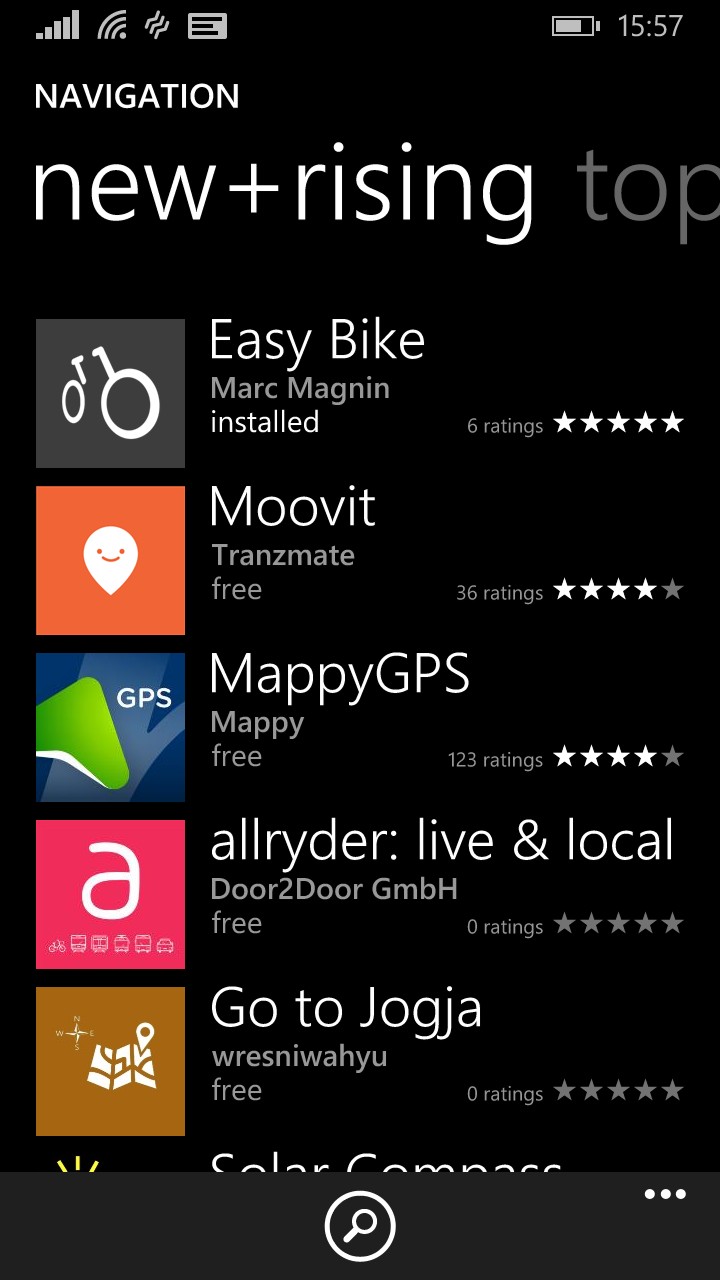 15:57
NAVIGATION
new+rising top
Easy Bike
Marc Magnin
installed
6 ratings
Moovit
Tranzmate
free
36 ratings
GPS
MappyGPS
Mappy
free
123 ratings
a
allryder: live & local
Door2Door GmbH
free
0 ratings
N
W E
S
Go to Jogja
wresniwahyu
free
0 ratings
Solar Compass